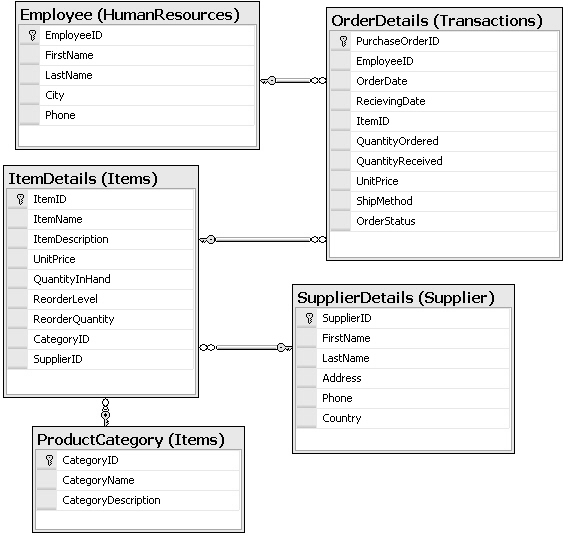 Employee (HumanResources)
EmployeeID
FirstName
LastName
City
Phone
OrderDetails (Transactions)
PurchaseOrderID
EmployeeID
OrderDate
RecievingDate
ItemID
QuantityOrdered
QuantityReceived
UnitPrice
ShipMethod
OrderStatus
ItemDetails (Items)
ItemID
ItemName
ItemDescription
UnitPrice
QuantityInHand
ReorderLevel
ReorderQuantity
CategoryID
SupplierID
SupplierDetails (Supplier)
SupplierID
FirstName
LastName
Address
Phone
Country
ProductCategory (Items)
CategoryID
CategoryName
CategoryDescription